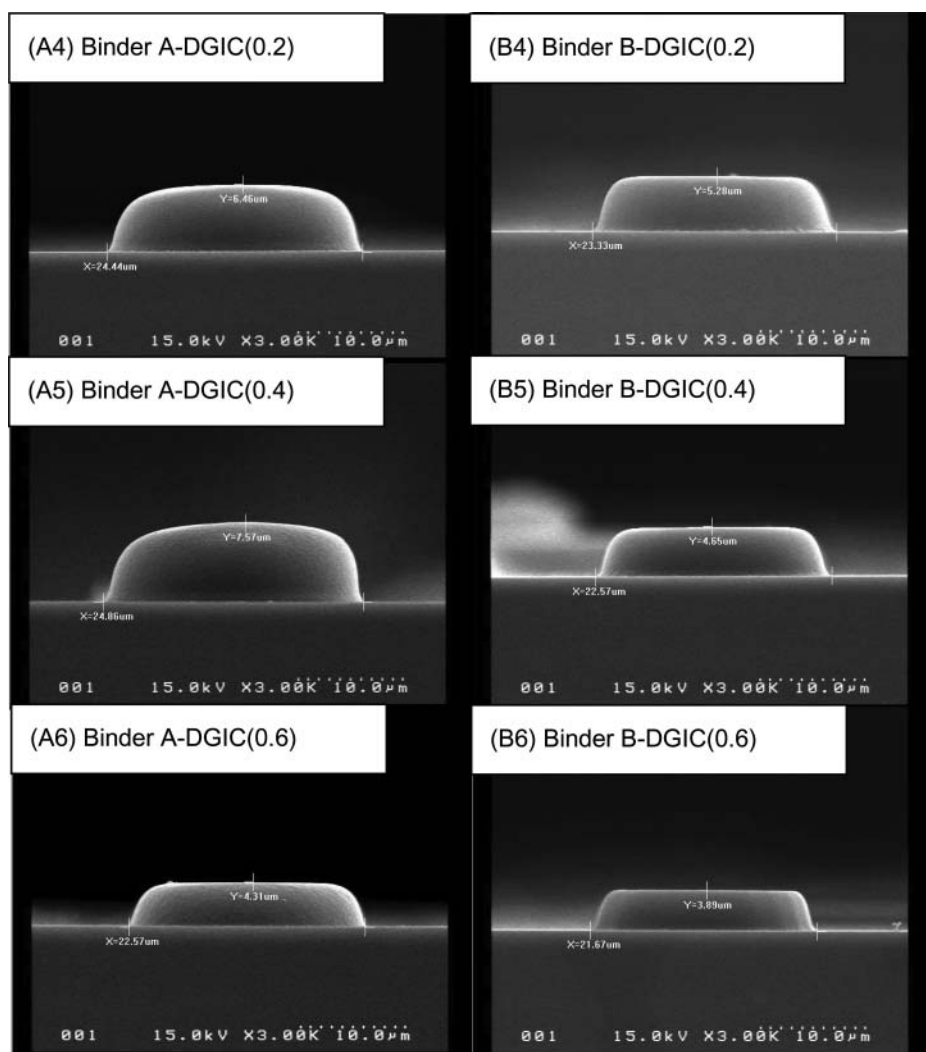 (A4) Binder A-DGIC(0.2)
Y=6.46um
X=24.44um
001 15.0kV X3.00K 10.0µm
(B4) Binder B-DGIC(0.2)
Y=5.28um
X=23.33um
001 15.0kV X3.00K 10.0µm
(A5) Binder A-DGIC(0.4)
Y=7.57um
X=24.86um
001 15.0kV X3.00K 10.0µm
(B5) Binder B-DGIC(0.4)
Y=4.65um
X=22.57um
001 15.0kV X3.00K 10.0µm
(A6) Binder A-DGIC(0.6)
Y=4.31um
X=22.57um
001 15.0kV X3.00K 10.0µm
(B6) Binder B-DGIC(0.6)
Y=3.89um
X=21.67um
001 15.0kV X3.00K 10.0µm